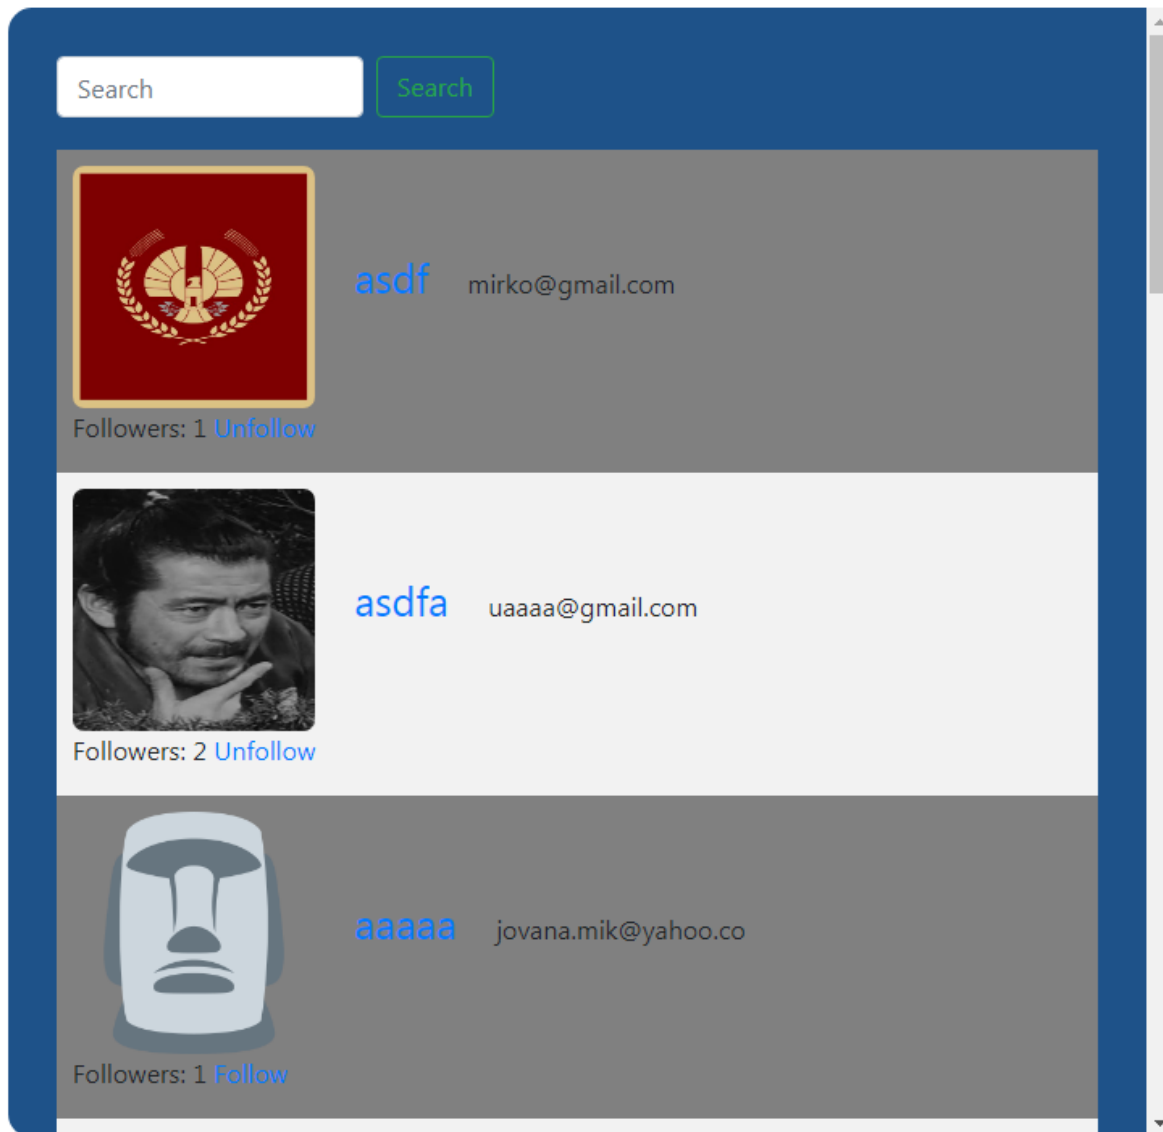 Search Search
asdf mirko@gmail.com
Followers: 1 Unfollow
asdfa uaaaa@gmail.com
Followers: 2 Unfollow
aaaaa jovana.mik@yahoo.co
Followers: 1 Follow